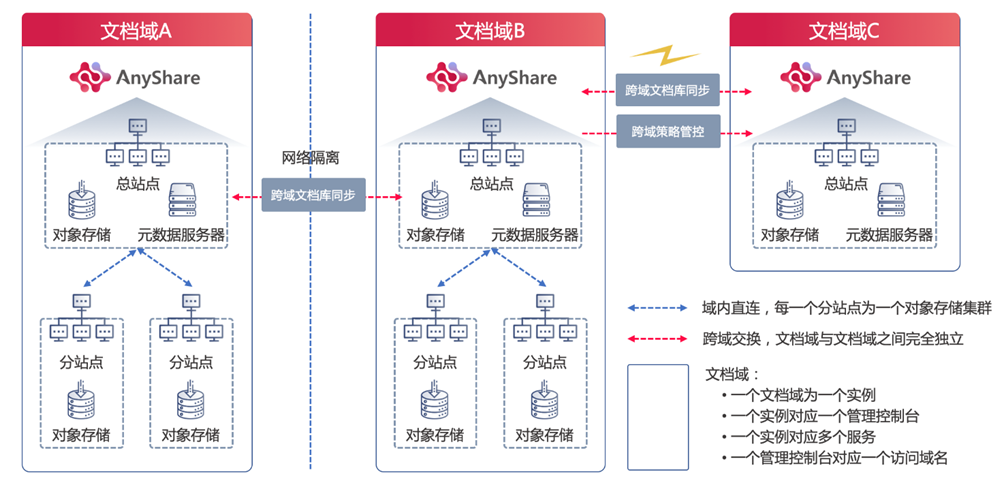 文档域A
AnyShare
总站点
对象存储
元数据服务器
分站点
对象存储
分站点
对象存储
网络隔离
跨域文档库同步
文档域B
AnyShare
总站点
对象存储
元数据服务器
分站点
对象存储
分站点
对象存储
跨域文档库同步
跨域策略管控
文档域C
AnyShare
总站点
对象存储
元数据服务器
域内直连，每一个分站点为一个对象存储集群
跨域交换，文档域与文档域之间完全独立
文档域：
• 一个文档域为一个实例
• 一个实例对应一个管理控制台
• 一个实例对应多个服务
• 一个管理控制台对应一个访问域名